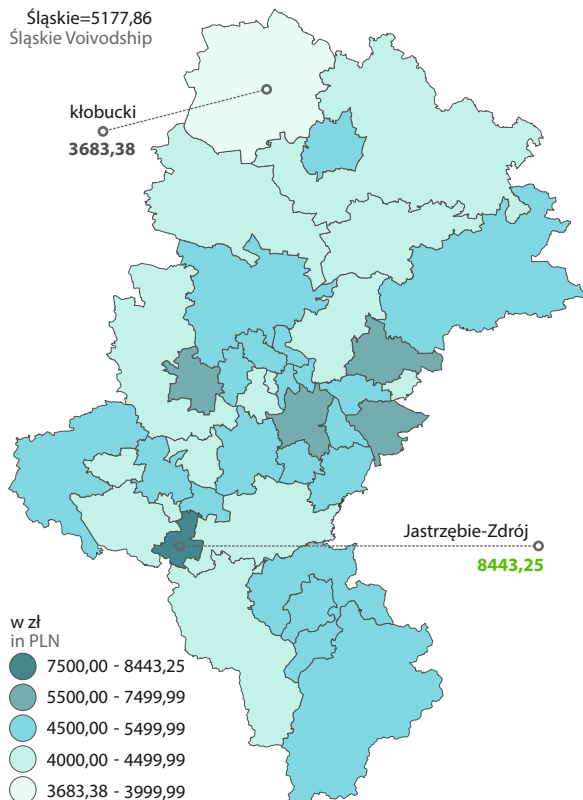 Śląskie=5177,86
Śląskie Voivodship
kłobucki
3683,38
Jastrzębie-Zdrój
8443,25
w zł
in PLN
7500,00 - 8443,25
5500,00 - 7499,99
4500,00 - 5499,99
4000,00 - 4499,99
3683,38 - 3999,99